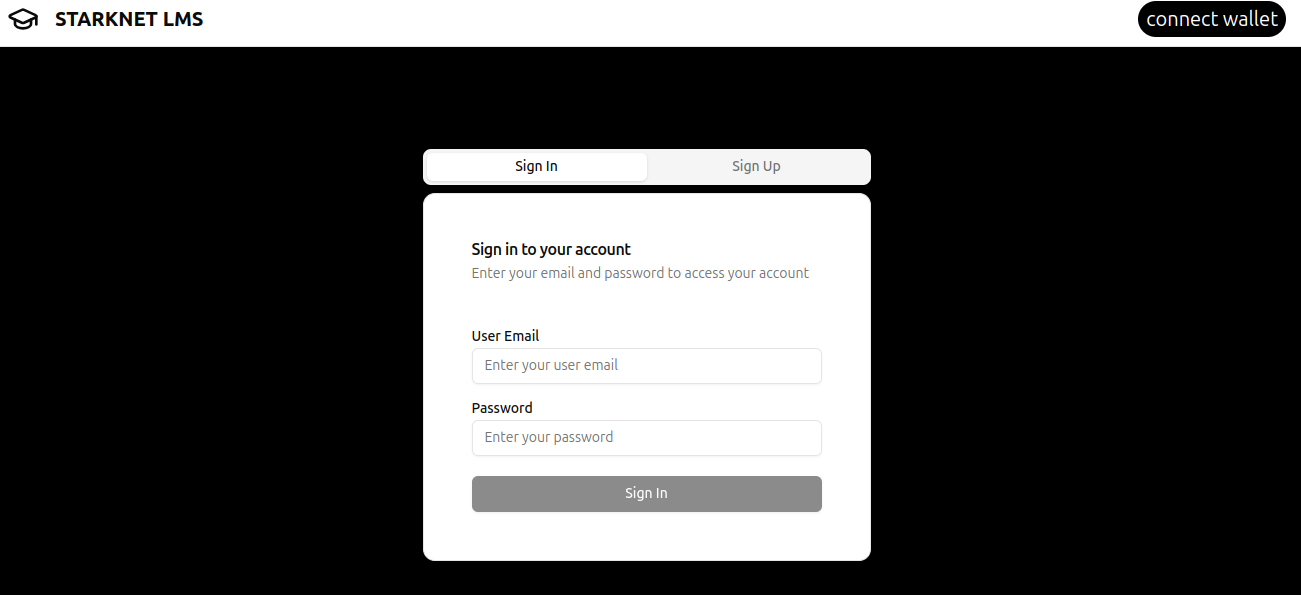 STARKNET LMS
connect wallet
Sign In
Sign Up
Sign in to your account
Enter your email and password to access your account
User Email
Enter your user email
Password
Enter your password
Sign In